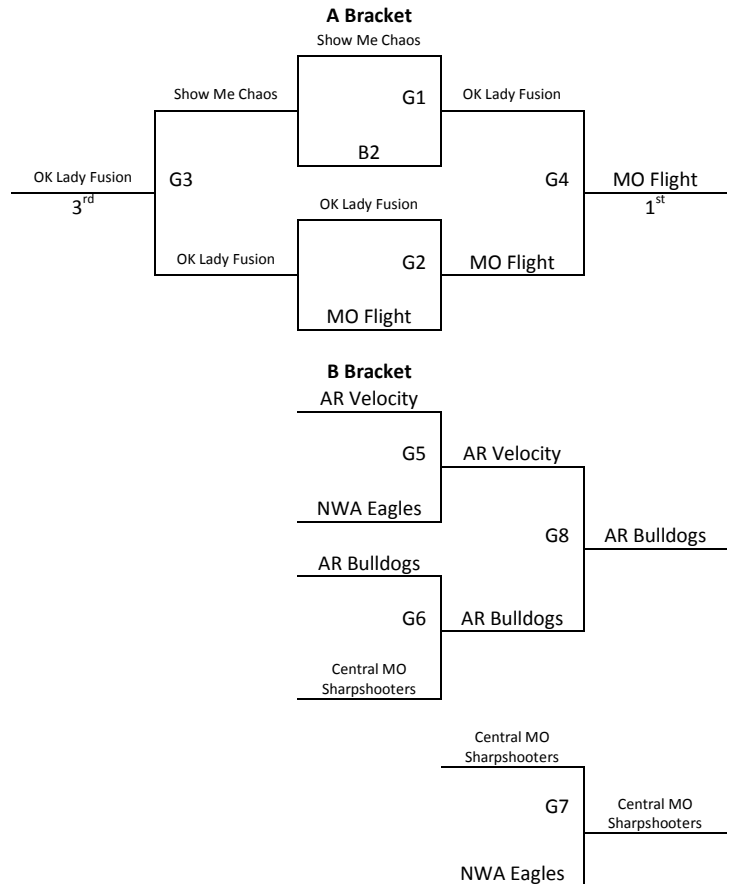 A Bracket
Show Me Chaos
Show Me Chaos
G1
OK Lady Fusion
B2
OK Lady Fusion
G3
G4
MO Flight
3rd
1st
OK Lady Fusion
OK Lady Fusion
G2
MO Flight
MO Flight
B Bracket
AR Velocity
G5
AR Velocity
NWA Eagles
G8
AR Bulldogs
AR Bulldogs
G6
AR Bulldogs
Central MO
Sharpshooters
Central MO
Sharpshooters
G7
Central MO
Sharpshooters
NWA Eagles